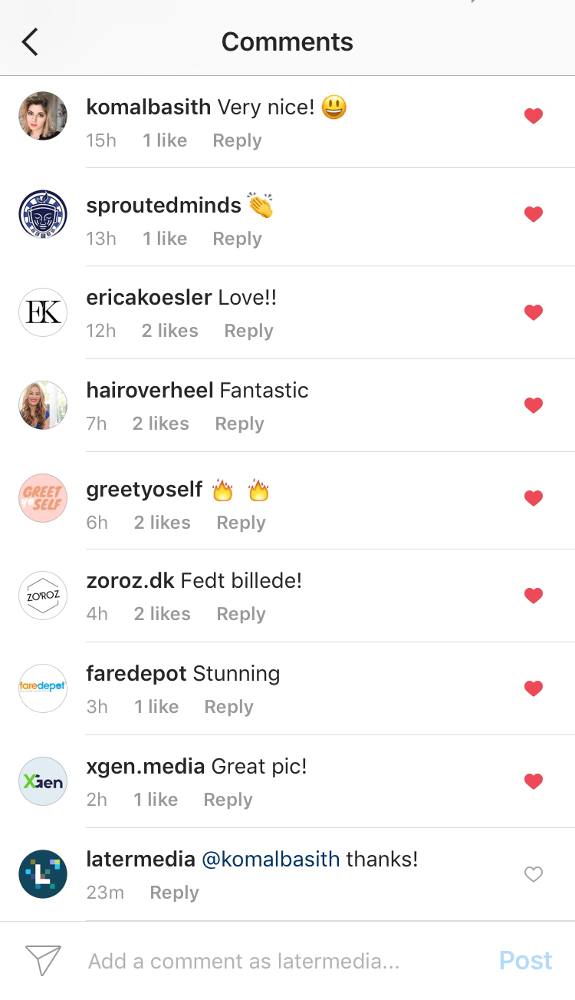 Comments
komalbasith Very nice! 😃
15h 1 like Reply
sproutedminds 👏
13h 1 like Reply
EK
ericakoesler Love!!
12h 2 likes Reply
hairoverheel Fantastic
7h 2 likes Reply
GREET
yo SELF
greetyoself 🔥 🔥
6h 2 likes Reply
ZO'ROZ
zoroz.dk Fedt billede!
4h 2 likes Reply
faredepot
faredepot Stunning
3h 1 like Reply
XGen
xgen.media Great pic!
2h 1 like Reply
L
latermedia @komalbasith thanks!
23m Reply
Add a comment as latermedia...
Post